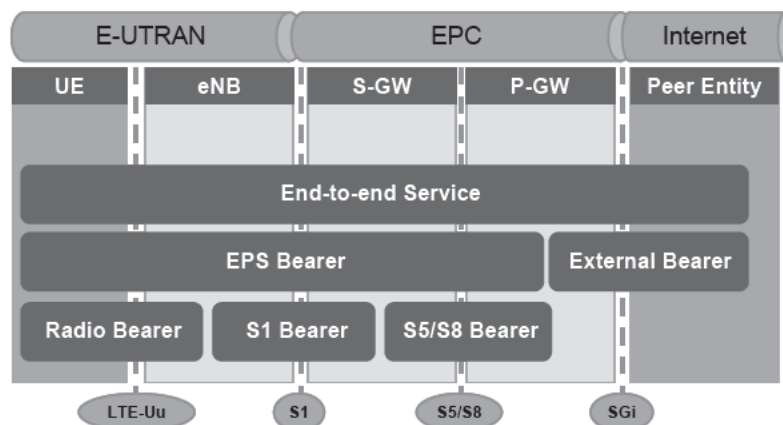 E-UTRAN EPC Internet
UE eNB S-GW P-GW Peer Entity
End-to-end Service
EPS Bearer External Bearer
Radio Bearer S1 Bearer S5/S8 Bearer
LTE-Uu S1 S5/S8 SGi